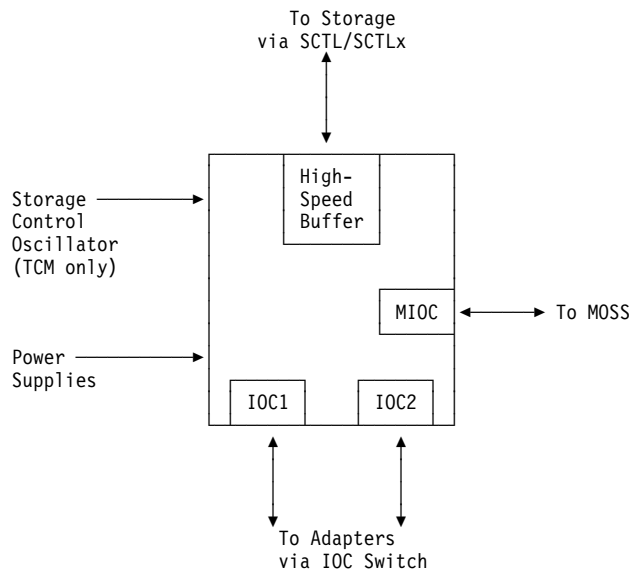 To Storage
via SCTL/SCTLx
High-
Speed
Buffer
Storage
Control
Oscillator
(TCM only)
MIOC
To MOSS
Power
Supplies
IOC1
IOC2
To Adapters
via IOC Switch